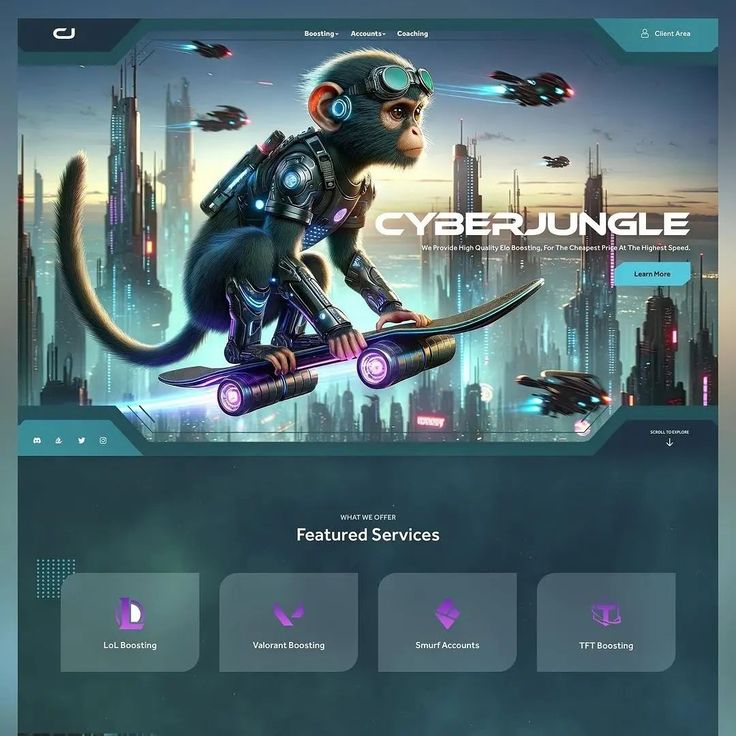 CJ
Boosting Accounts Coaching
Client Area
CYBERJUNGLE
We Provide High Quality Elo Boosting, For The Cheapest Price At The Highest Speed.
Learn More
SCROLL TO EXPLORE
WHAT WE OFFER
Featured Services
LoL Boosting
Valorant Boosting
Smurf Accounts
TFT Boosting